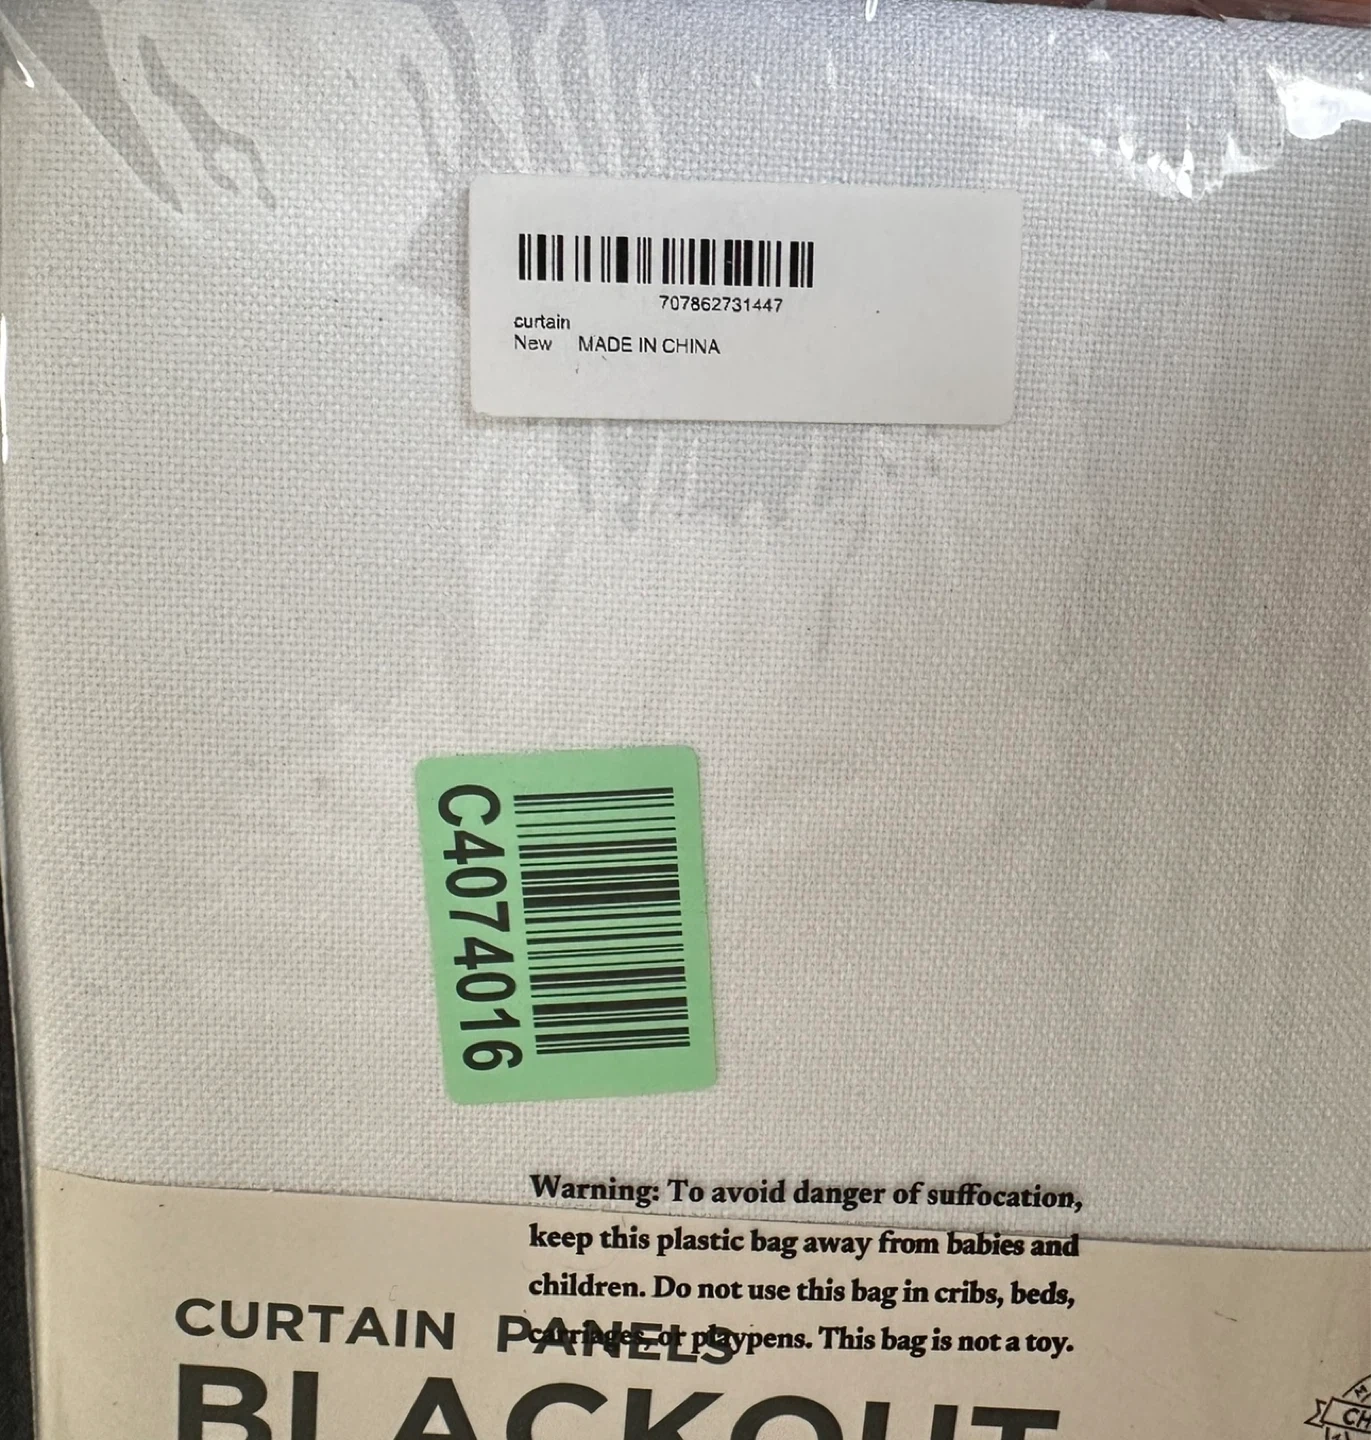 707862731447
curtain
New MADE IN CHINA
C4074016
Warning: To avoid danger of suffocation,
keep this plastic bag away from babies and
children. Do not use this bag in cribs, beds,
carriages, or playpens. This bag is not a toy.
CURTAIN PANELS
BLACKOUT